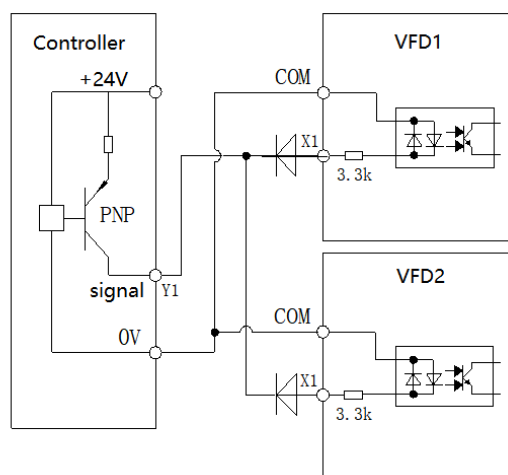 Controller
+24V
PNP
signal
Y1
0V
VFD1
COM
X1
3.3k
VFD2
COM
X1
3.3k